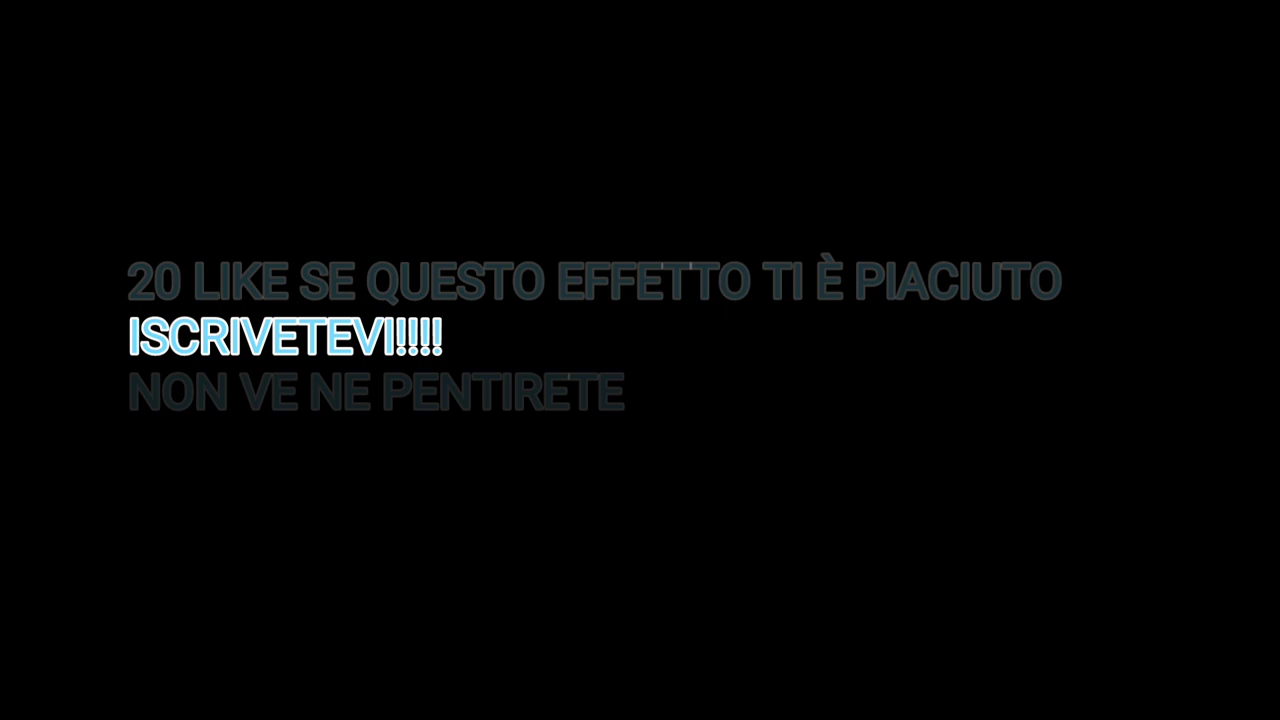 20 LIKE SE QUESTO EFFETTO TI È PIACIUTO
ISCRIVETEVI!!!!
NON VE NE PENTIRETE